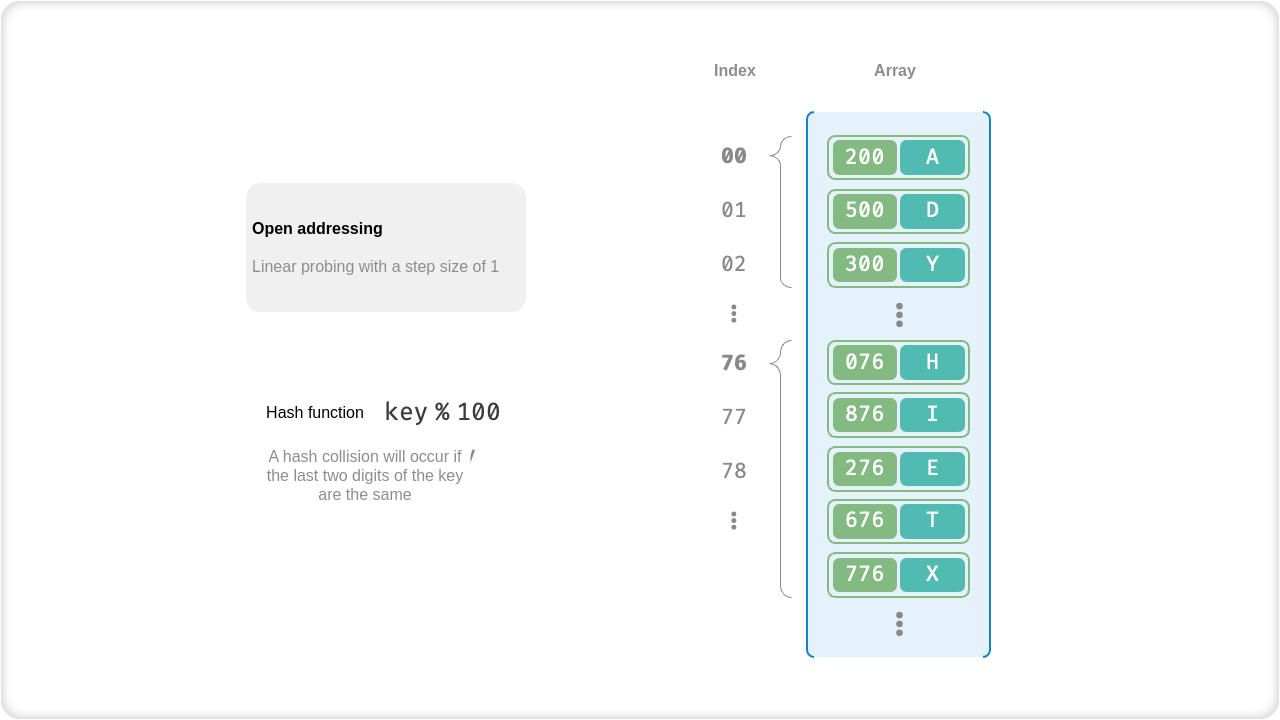 Index Array
00 200 A
01 500 D
Open addressing
02 300 Y
Linear probing with a step size of 1
76 076 H
Hash function key % 100
77 876 I
A hash collision will occur if
78 276 E
the last two digits of the key
are the same
676 T
776 X